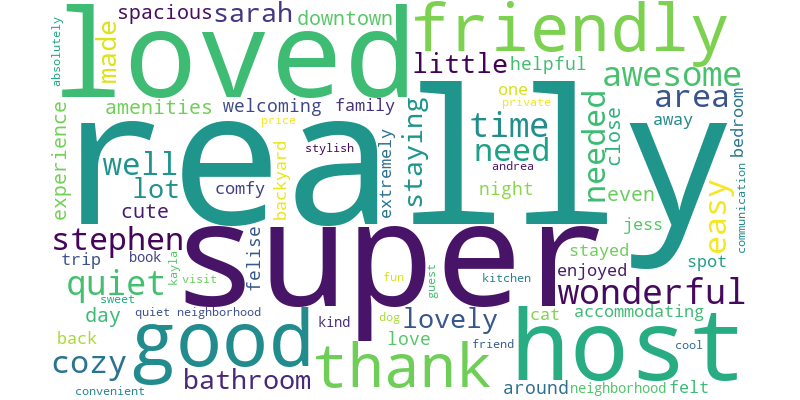 spacious sarah downtown friendly
absolutely made loved little helpful awesome
amenities welcoming family one private area
experience really price time need needed close away bedroom
well stylish extremely staying andrea
lot comfy backyard night even easy communication
cute jess
stephen super stayed spot
trip book felise enjoyed
quiet kayla visit fun guest kitchen wonderful
sweet
day quiet neighborhood good kind dog lovely host cat accommodating
back love friend cool
cozy bathroom thank around neighborhood felt
convenient